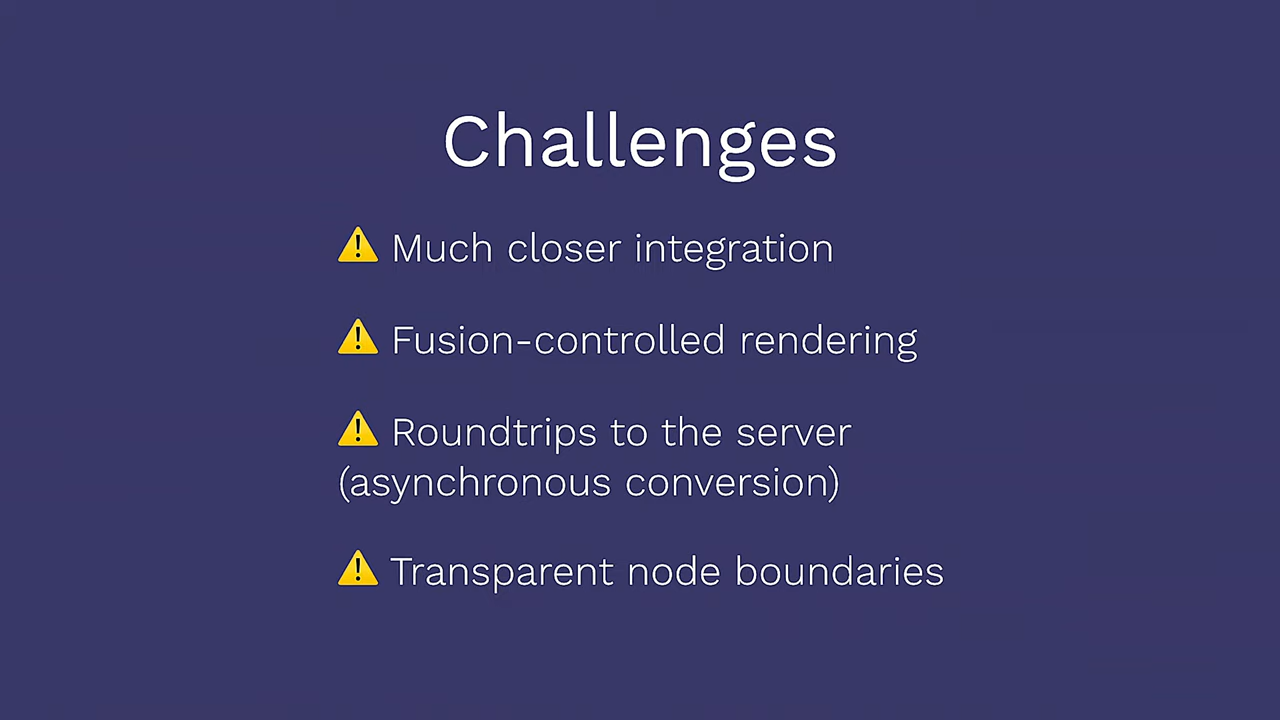 Challenges
⚠️ Much closer integration
⚠️ Fusion-controlled rendering
⚠️ Roundtrips to the server
(asynchronous conversion)
⚠️ Transparent node boundaries